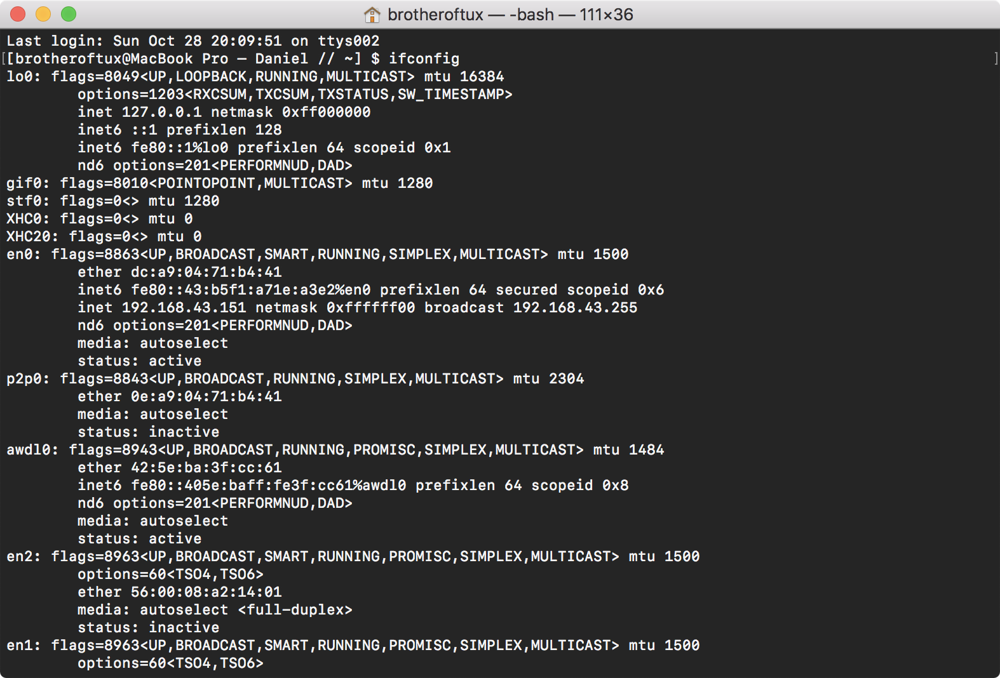 brotheroftux — -bash — 111×36
Last login: Sun Oct 28 20:09:51 on ttys002
[[brotheroftux@MacBook Pro — Daniel // ~] $ ifconfig ]
lo0: flags=8049<UP,LOOPBACK,RUNNING,MULTICAST> mtu 16384
options=1203<RXCSUM,TXCSUM,TXSTATUS,SW_TIMESTAMP>
inet 127.0.0.1 netmask 0xff000000
inet6 ::1 prefixlen 128
inet6 fe80::1%lo0 prefixlen 64 scopeid 0x1
nd6 options=201<PERFORMNUD,DAD>
gif0: flags=8010<POINTOPOINT,MULTICAST> mtu 1280
stf0: flags=0<> mtu 1280
XHC0: flags=0<> mtu 0
XHC20: flags=0<> mtu 0
en0: flags=8863<UP,BROADCAST,SMART,RUNNING,SIMPLEX,MULTICAST> mtu 1500
ether dc:a9:04:71:b4:41
inet6 fe80::43:b5f1:a71e:a3e2%en0 prefixlen 64 secured scopeid 0x6
inet 192.168.43.151 netmask 0xffffff00 broadcast 192.168.43.255
nd6 options=201<PERFORMNUD,DAD>
media: autoselect
status: active
p2p0: flags=8843<UP,BROADCAST,RUNNING,SIMPLEX,MULTICAST> mtu 2304
ether 0e:a9:04:71:b4:41
media: autoselect
status: inactive
awdl0: flags=8943<UP,BROADCAST,RUNNING,PROMISC,SIMPLEX,MULTICAST> mtu 1484
ether 42:5e:ba:3f:cc:61
inet6 fe80::405e:baff:fe3f:cc61%awdl0 prefixlen 64 scopeid 0x8
nd6 options=201<PERFORMNUD,DAD>
media: autoselect
status: active
en2: flags=8963<UP,BROADCAST,SMART,RUNNING,PROMISC,SIMPLEX,MULTICAST> mtu 1500
options=60<TSO4,TSO6>
ether 56:00:08:a2:14:01
media: autoselect <full-duplex>
status: inactive
en1: flags=8963<UP,BROADCAST,SMART,RUNNING,PROMISC,SIMPLEX,MULTICAST> mtu 1500
options=60<TSO4,TSO6>